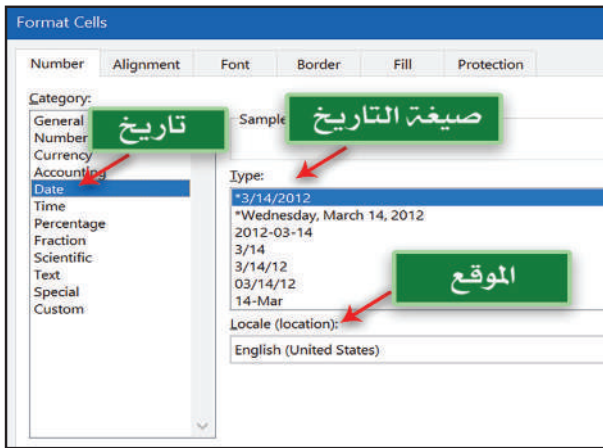 Format Cells
Number Alignment Font Border Fill Protection
Category:
General
Number
Currency
Accounting
Date
Time
Percentage
Fraction
Scientific
Text
Special
Custom
تاريخ
صيغة التاريخ
Type:
*3/14/2012
*Wednesday, March 14, 2012
2012-03-14
3/14
3/14/12
03/14/12
14-Mar
الموقع
Locale (location):
English (United States)